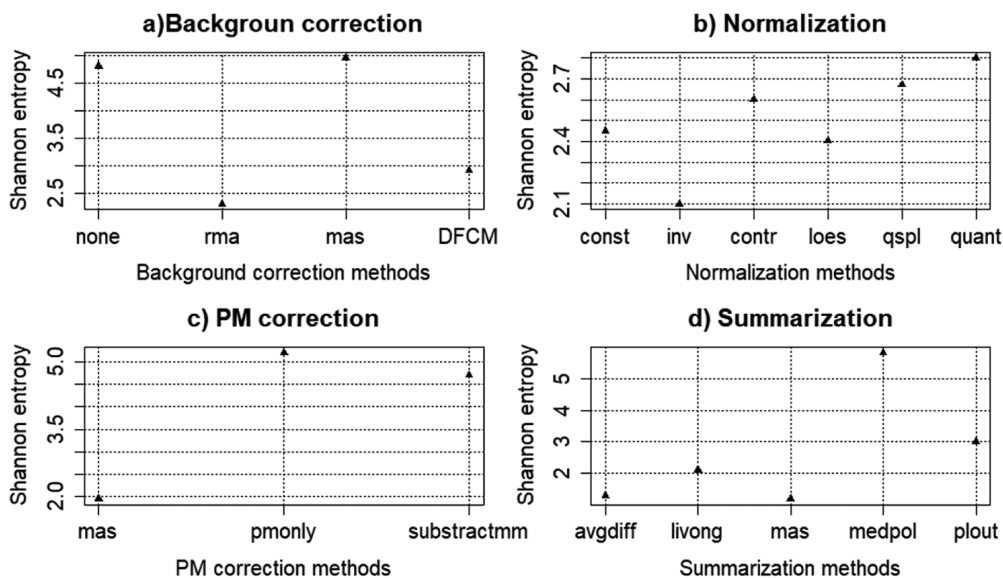 a)Backgroun correction
Shannon entropy
4.5
3.5
2.5
none rma mas DFCM
Background correction methods
b) Normalization
Shannon entropy
2.7
2.4
2.1
const inv contr loes qspl quant
Normalization methods
c) PM correction
Shannon entropy
5.0
3.5
2.0
mas pmonly substractmm
PM correction methods
d) Summarization
Shannon entropy
5
4
3
2
avgdiff livong mas medpol plout
Summarization methods